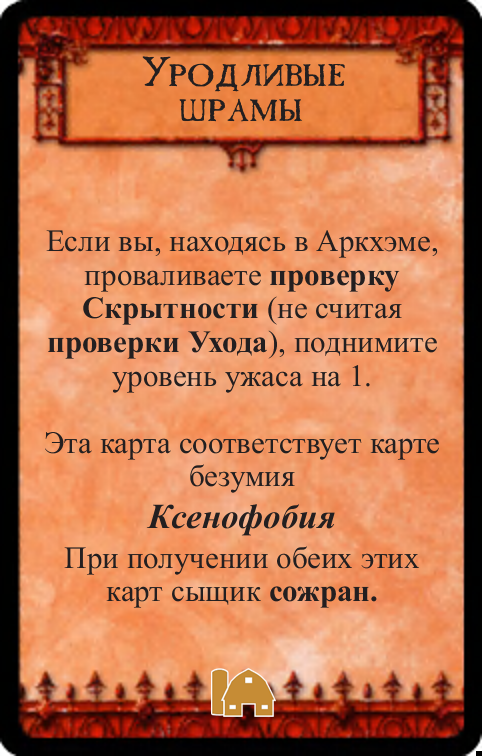 Уродливые
шрамы
Если вы, находясь в Аркхэме,
проваливаете проверку
Скрытности (не считая
проверки Ухода), поднимите
уровень ужаса на 1.
Эта карта соответствует карте
безумия
Ксенофобия
При получении обеих этих
карт сыщик сожран.